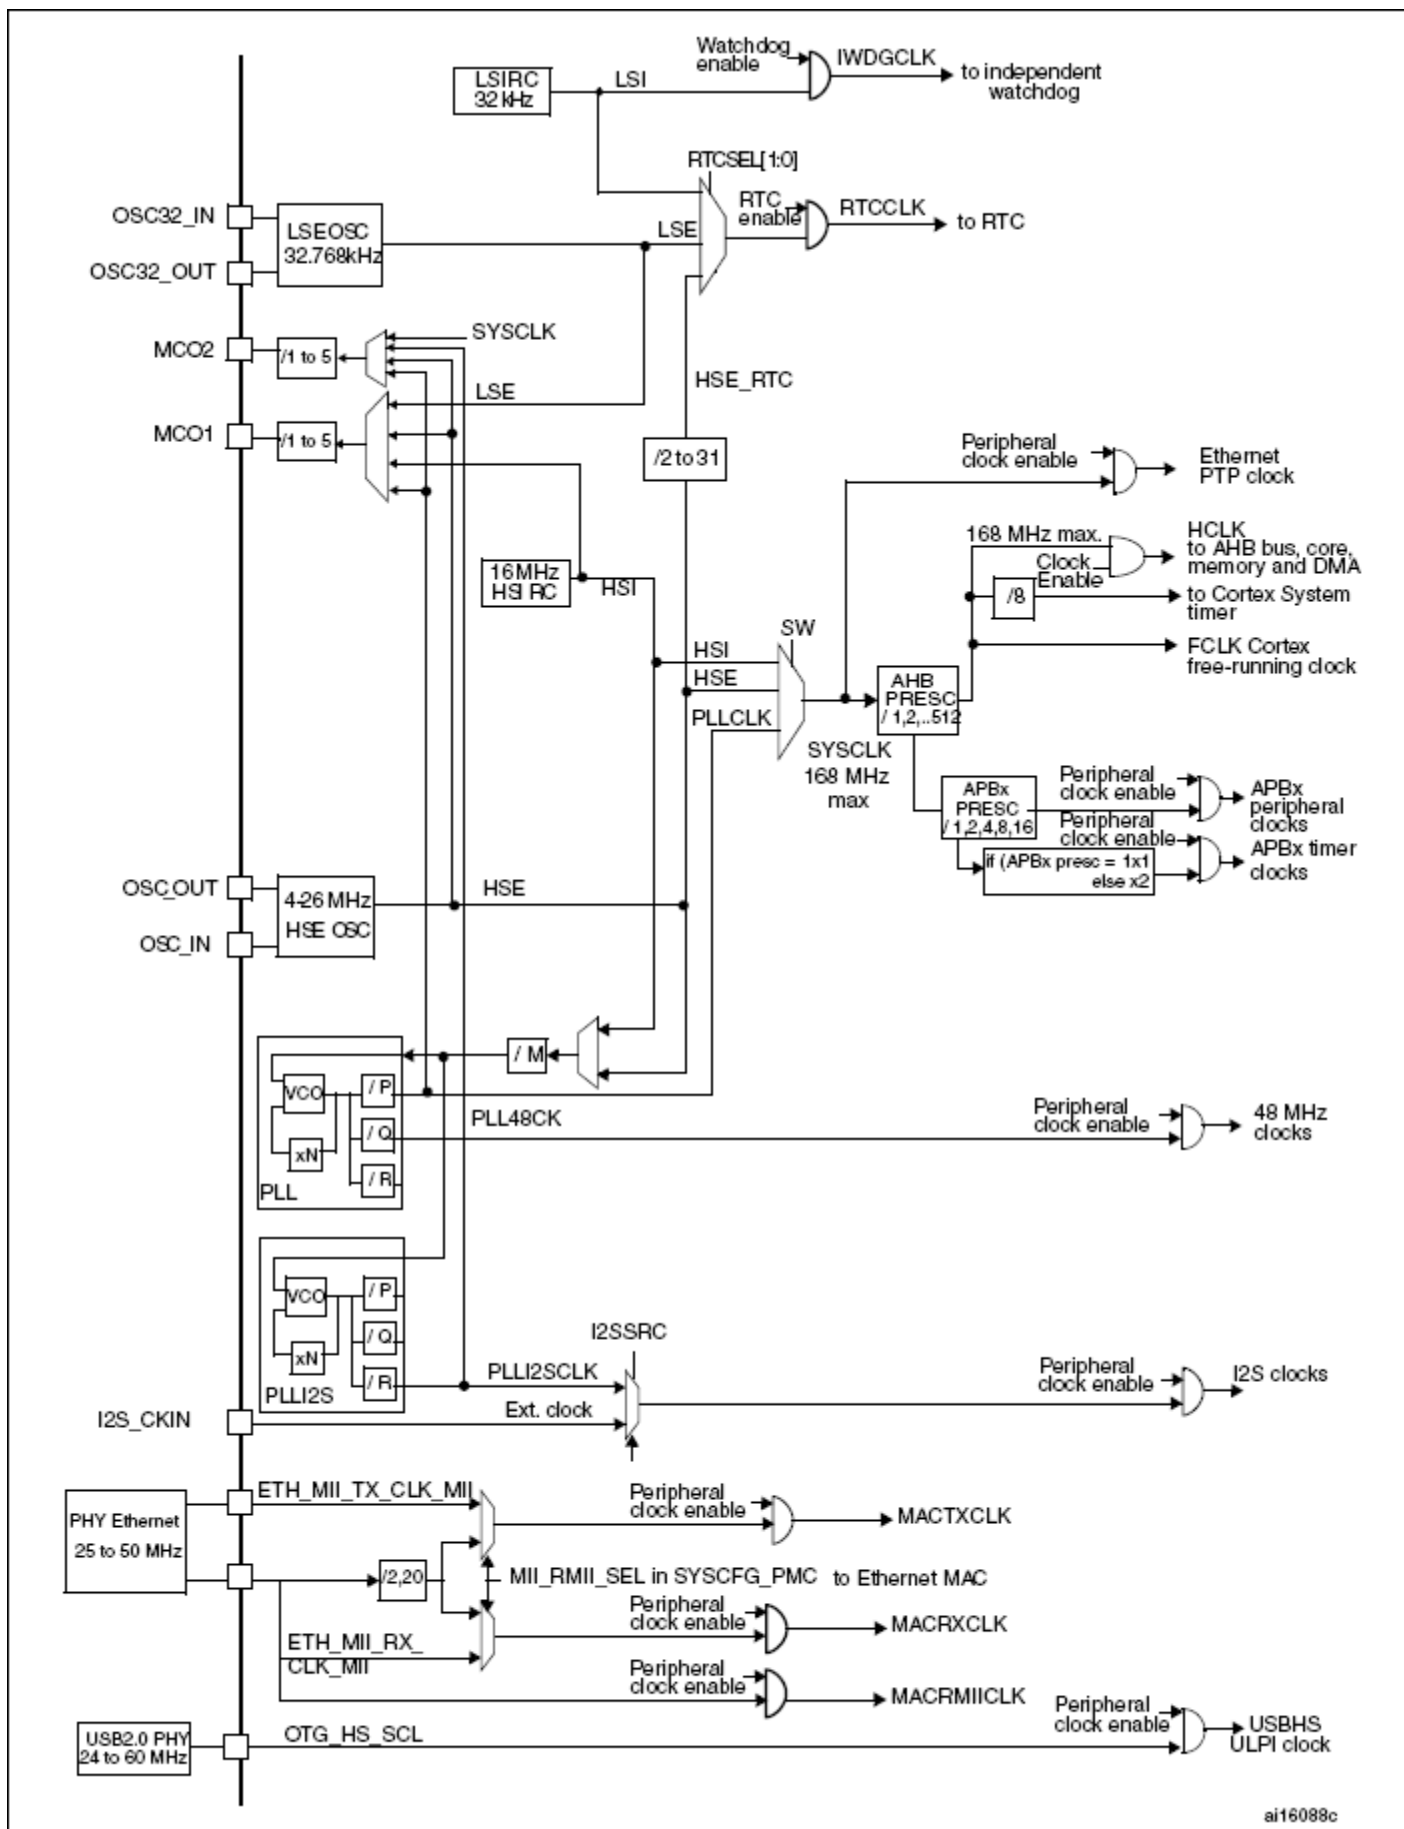 Watchdog
enable
IWDGCLK
to independent
watchdog
LSIRC
32 kHz
LSI
RTCSEL[1:0]
OSC32_IN
OSC32_OUT
LSEOSC
32.768kHz
LSE
RTC
enable
RTCCLK
to RTC
MCO2
/1 to 5
SYSCLK
LSE
HSE_RTC
MCO1
/1 to 5
/2 to 31
Peripheral
clock enable
Ethernet
PTP clock
16MHz
HSI RC
HSI
168 MHz max.
Clock
Enable
HCLK
to AHB bus, core,
memory and DMA
/8
to Cortex System
timer
FCLK Cortex
free-running clock
SW
HSI
HSE
PLLCLK
AHB
PRESC
/ 1,2,..512
SYSCLK
168 MHz
max
APBx
PRESC
/ 1,2,4,8,16
Peripheral
clock enable
APBx
peripheral
clocks
Peripheral
clock enable
if (APBx presc = 1x1
else x2
APBx timer
clocks
OSC_OUT
OSC_IN
4-26 MHz
HSE OSC
HSE
/ M
VCO
xN
/ P
/ Q
/ R
PLL
PLL48CK
Peripheral
clock enable
48 MHz
clocks
VCO
xN
/ P
/ Q
/ R
PLLI2S
I2SSRC
PLLI2SCLK
Peripheral
clock enable
I2S clocks
I2S_CKIN
Ext. clock
PHY Ethernet
25 to 50 MHz
ETH_MII_TX_CLK_MII
Peripheral
clock enable
MACTXCLK
/2,20
MII_RMII_SEL in SYSCFG_PMC
to Ethernet MAC
ETH_MII_RX_
CLK_MII
Peripheral
clock enable
MACRXCLK
Peripheral
clock enable
MACRMIICLK
USB2.0 PHY
24 to 60 MHz
OTG_HS_SCL
Peripheral
clock enable
USBHS
ULPI clock
ai16088c